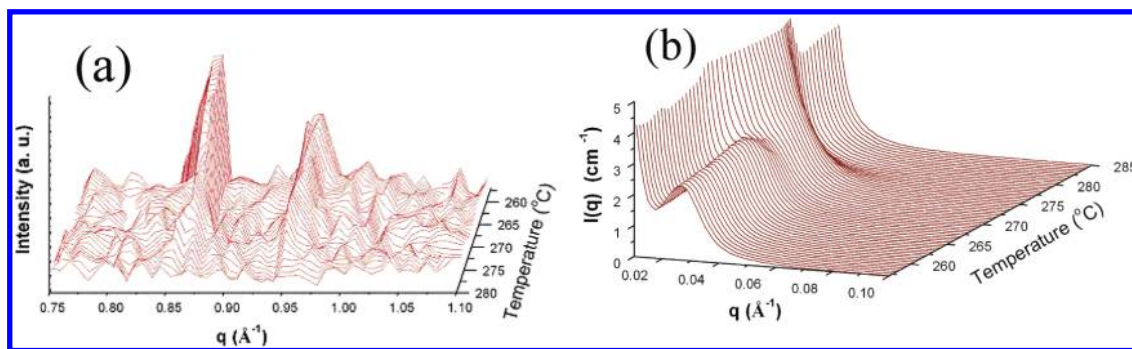 (a)
Intensity (a. u.)
0.75 0.80 0.85 0.90 0.95 1.00 1.05 1.10
q (Å-1)
260
265
270
275
280
Temperature (°C)
(b)
I(q) (cm-1)
5
4
3
2
1
0
0.02 0.04 0.06 0.08 0.10
q (Å-1)
285
280
275
270
265
260
Temperature (°C)